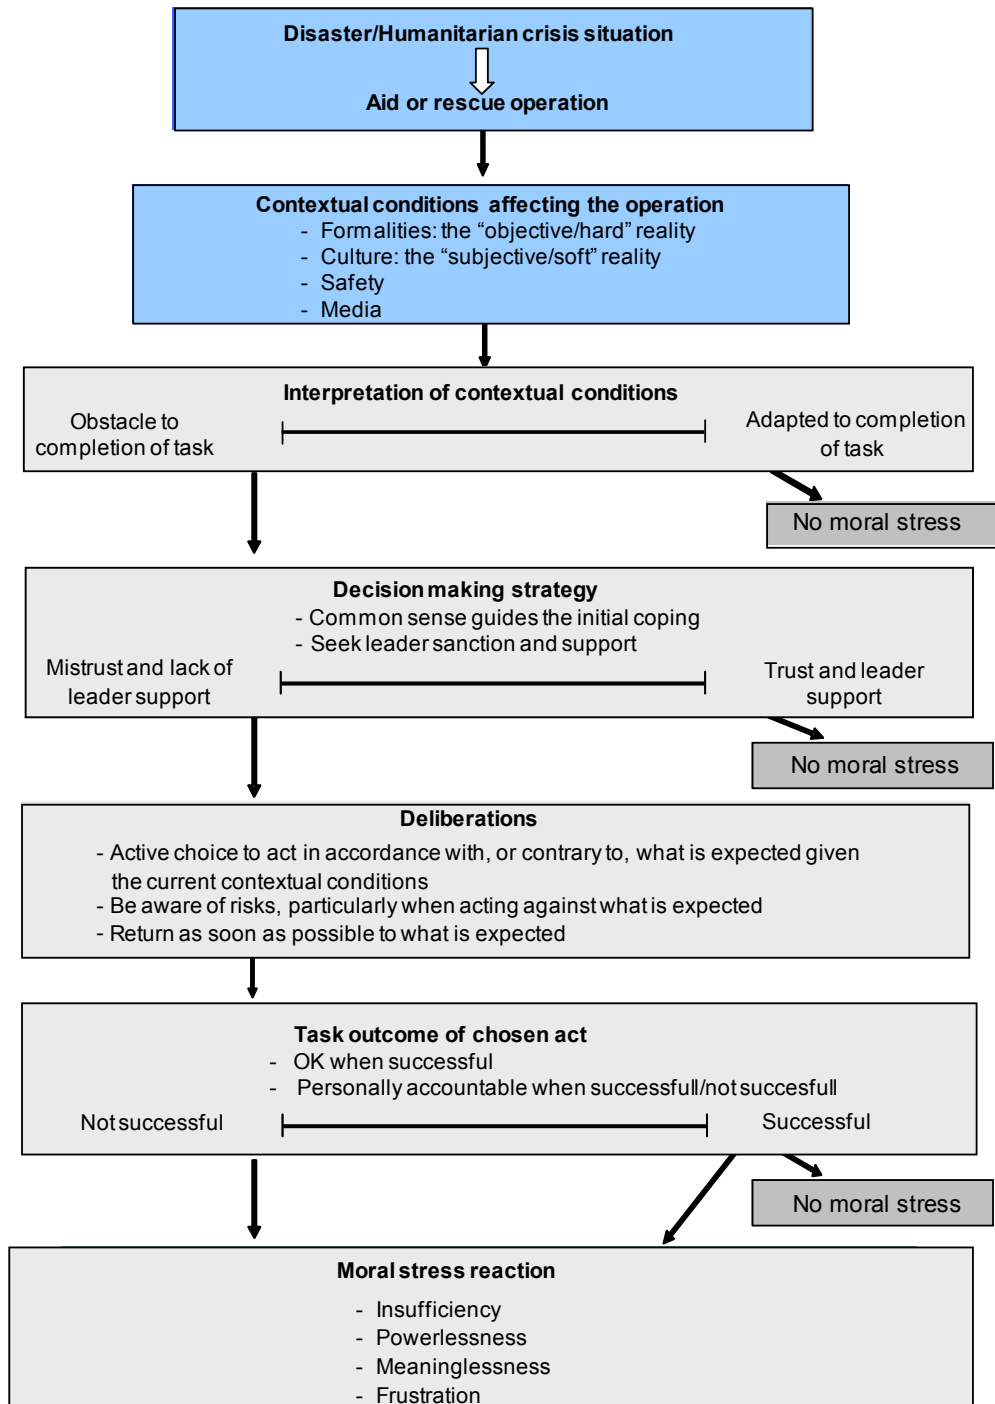 Disaster/Humanitarian crisis situation
Aid or rescue operation
Contextual conditions affecting the operation
- Formalities: the “objective/hard” reality
- Culture: the “subjective/soft” reality
- Safety
- Media
Interpretation of contextual conditions
Obstacle to
completion of task
Adapted to completion
of task
No moral stress
Decision making strategy
- Common sense guides the initial coping
- Seek leader sanction and support
Mistrust and lack of
leader support
Trust and leader
support
No moral stress
Deliberations
- Active choice to act in accordance with, or contrary to, what is expected given
the current contextual conditions
- Be aware of risks, particularly when acting against what is expected
- Return as soon as possible to what is expected
Task outcome of chosen act
- OK when successful
- Personally accountable when successfull/not succesfull
Not successful
Successful
No moral stress
Moral stress reaction
- Insufficiency
- Powerlessness
- Meaninglessness
- Frustration